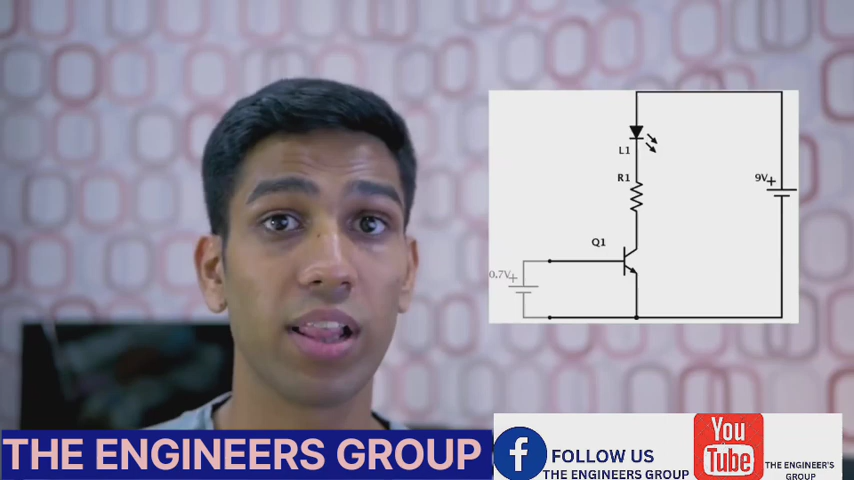 L1
R1
9V+
Q1
0.7V+
THE ENGINEERS GROUP
f
FOLLOW US
THE ENGINEERS GROUP
You
Tube
THE ENGINEER'S
GROUP